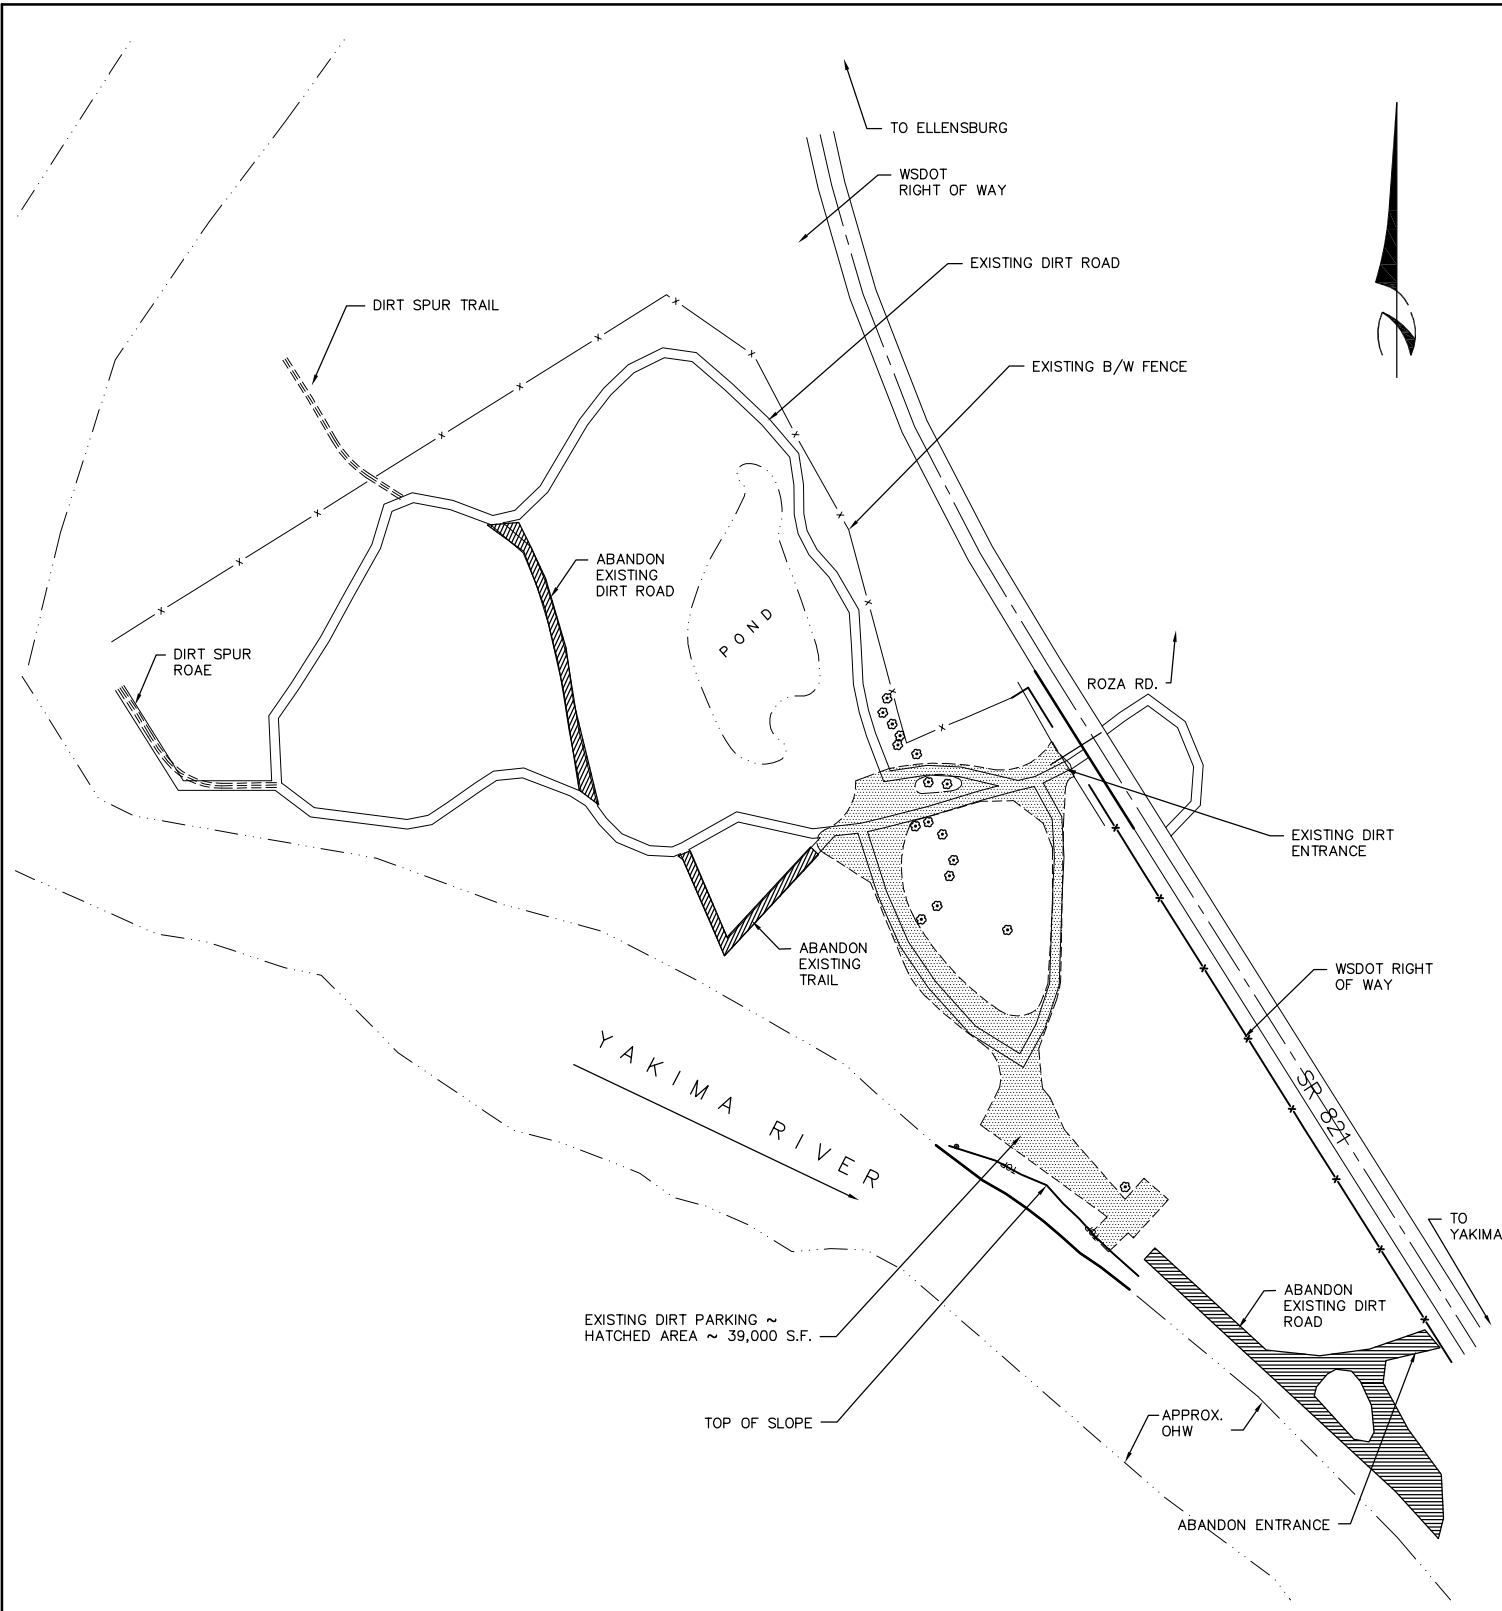 TO ELLENSBURG
WSDOT
RIGHT OF WAY
EXISTING DIRT ROAD
DIRT SPUR TRAIL
EXISTING B/W FENCE
ABANDON
EXISTING
DIRT ROAD
POND
DIRT SPUR
ROAE
ROZA RD.
EXISTING DIRT
ENTRANCE
ABANDON
EXISTING
TRAIL
WSDOT RIGHT
OF WAY
YAKIMA RIVER
SR 821
TO
YAKIMA
ABANDON
EXISTING DIRT
ROAD
EXISTING DIRT PARKING ~
HATCHED AREA ~ 39,000 S.F.
TOP OF SLOPE
APPROX.
OHW
ABANDON ENTRANCE